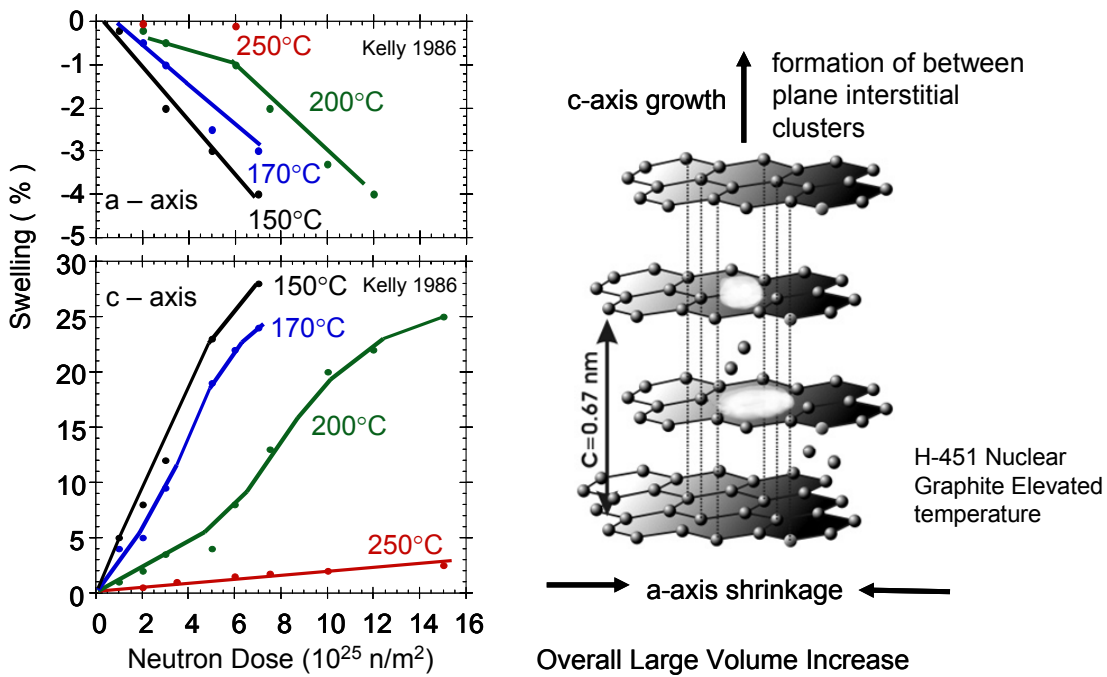 0
-1
-2
-3
-4
-5
250°C
Kelly 1986
200°C
170°C
150°C
a – axis
Swelling ( % )
30
25
20
15
10
5
0
c – axis
150°C
Kelly 1986
170°C
200°C
250°C
0 2 4 6 8 10 12 14 16
Neutron Dose (10²⁵ n/m²)
c-axis growth
formation of between
plane interstitial
clusters
C=0.67 nm
H-451 Nuclear
Graphite Elevated
temperature
a-axis shrinkage
Overall Large Volume Increase